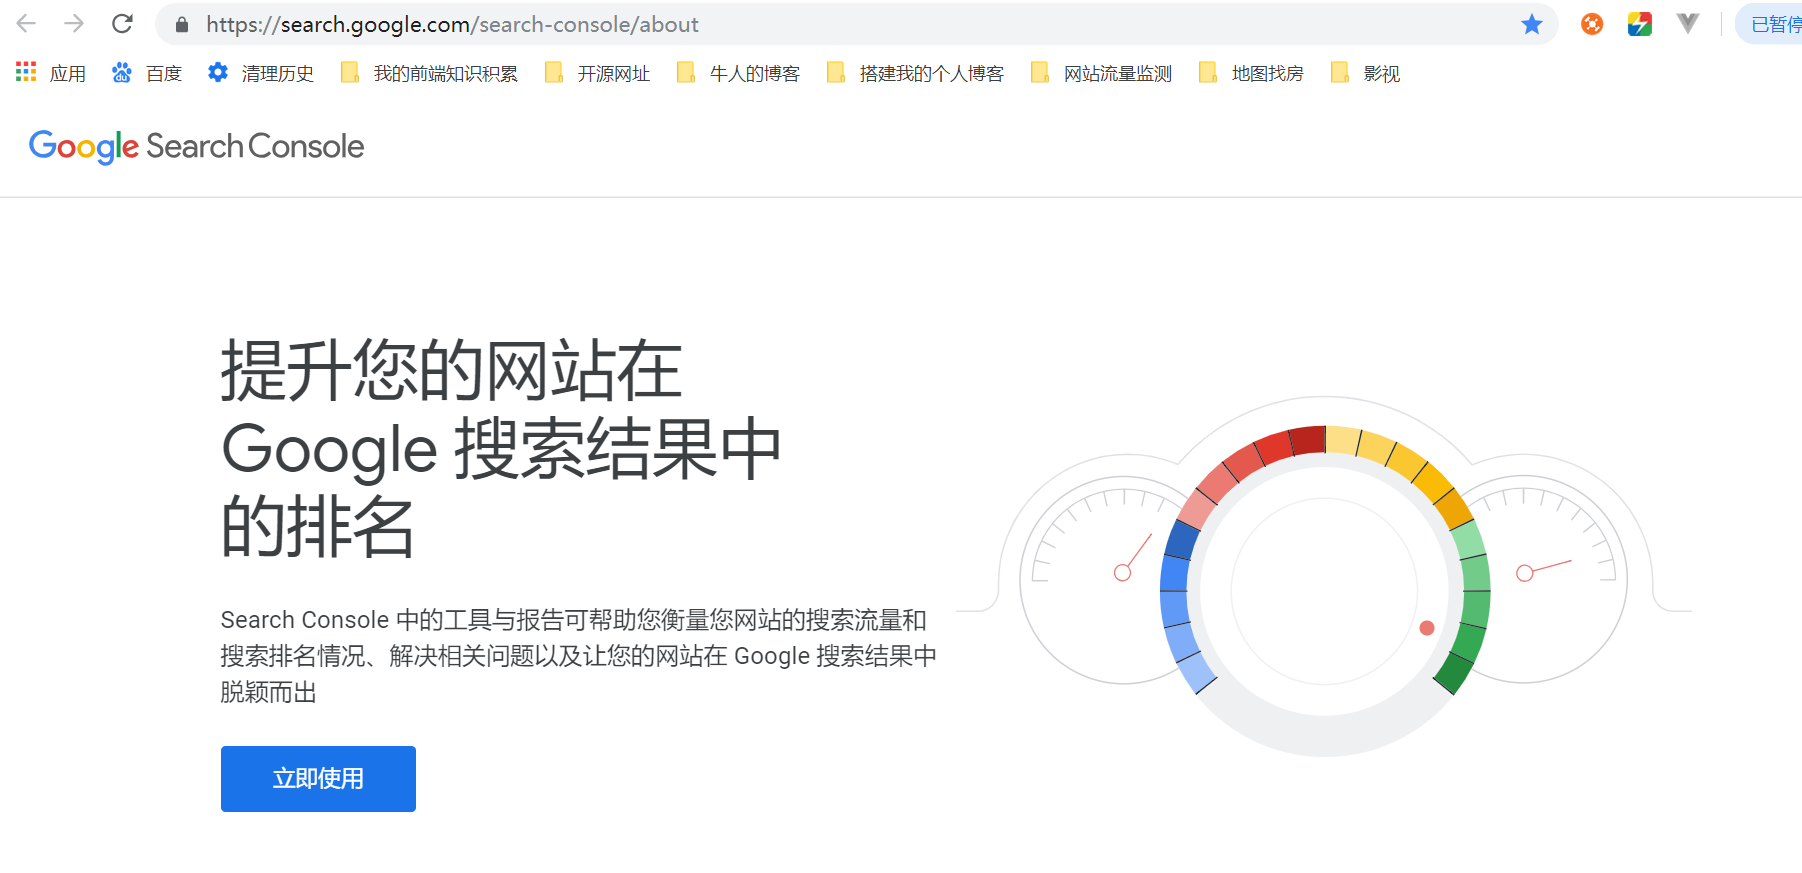 https://search.google.com/search-console/about
已暂停
应用 百度 清理历史 我的前端知识积累 开源网址 牛人的博客 搭建我的个人博客 网站流量监测 地图找房 影视
Google Search Console
提升您的网站在
Google 搜索结果中
的排名
Search Console 中的工具与报告可帮助您衡量您网站的搜索流量和
搜索排名情况、解决相关问题以及让您的网站在 Google 搜索结果中
脱颖而出
立即使用